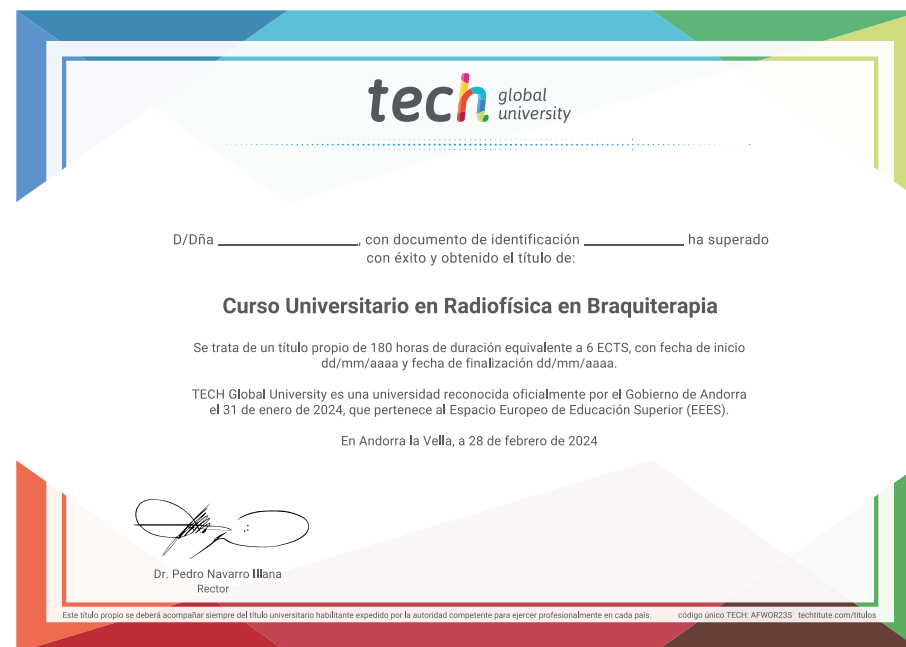 tech global
university
D/Dña ____________________, con documento de identificación ______________ ha superado
con éxito y obtenido el título de:
Curso Universitario en Radiofísica en Braquiterapia
Se trata de un título propio de 180 horas de duración equivalente a 6 ECTS, con fecha de inicio
dd/mm/aaaa y fecha de finalización dd/mm/aaaa.
TECH Global University es una universidad reconocida oficialmente por el Gobierno de Andorra
el 31 de enero de 2024, que pertenece al Espacio Europeo de Educación Superior (EEES).
En Andorra la Vella, a 28 de febrero de 2024
Dr. Pedro Navarro Illana
Rector
Este título propio se deberá acompañar siempre del título universitario habilitante expedido por la autoridad competente para ejercer profesionalmente en cada país. código único TECH: AFWOR23S techtitute.com/titulos